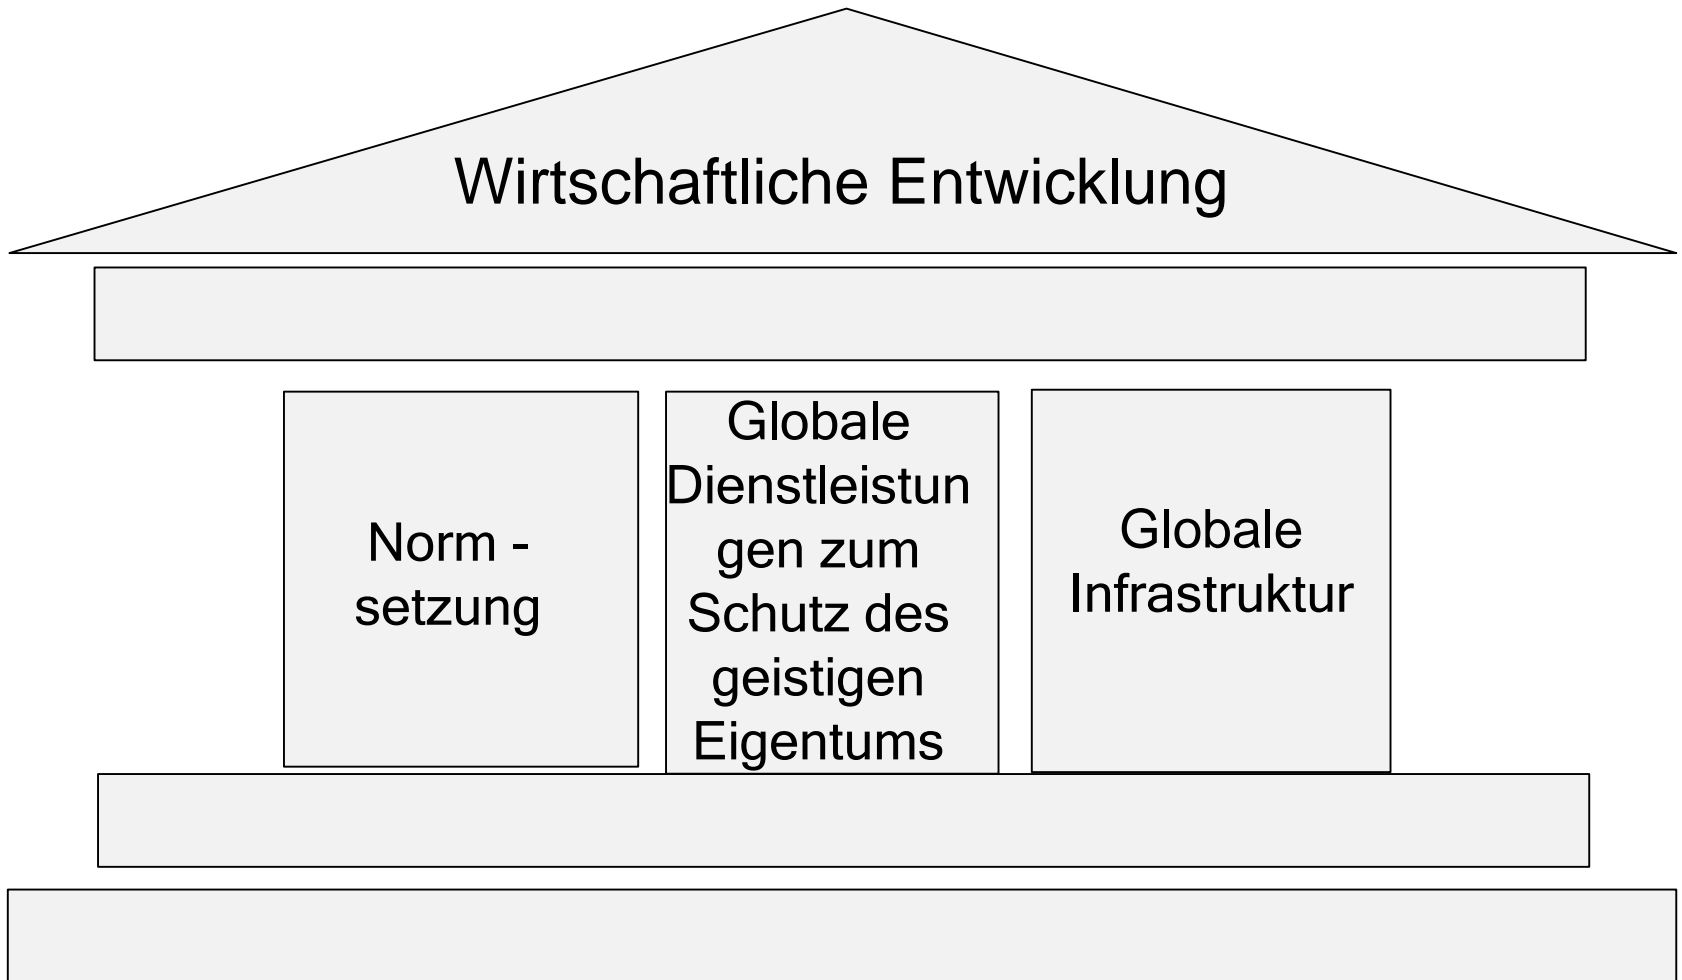 Wirtschaftliche Entwicklung
Norm -
setzung
Globale
Dienstleistun
gen zum
Schutz des
geistigen
Eigentums
Globale
Infrastruktur